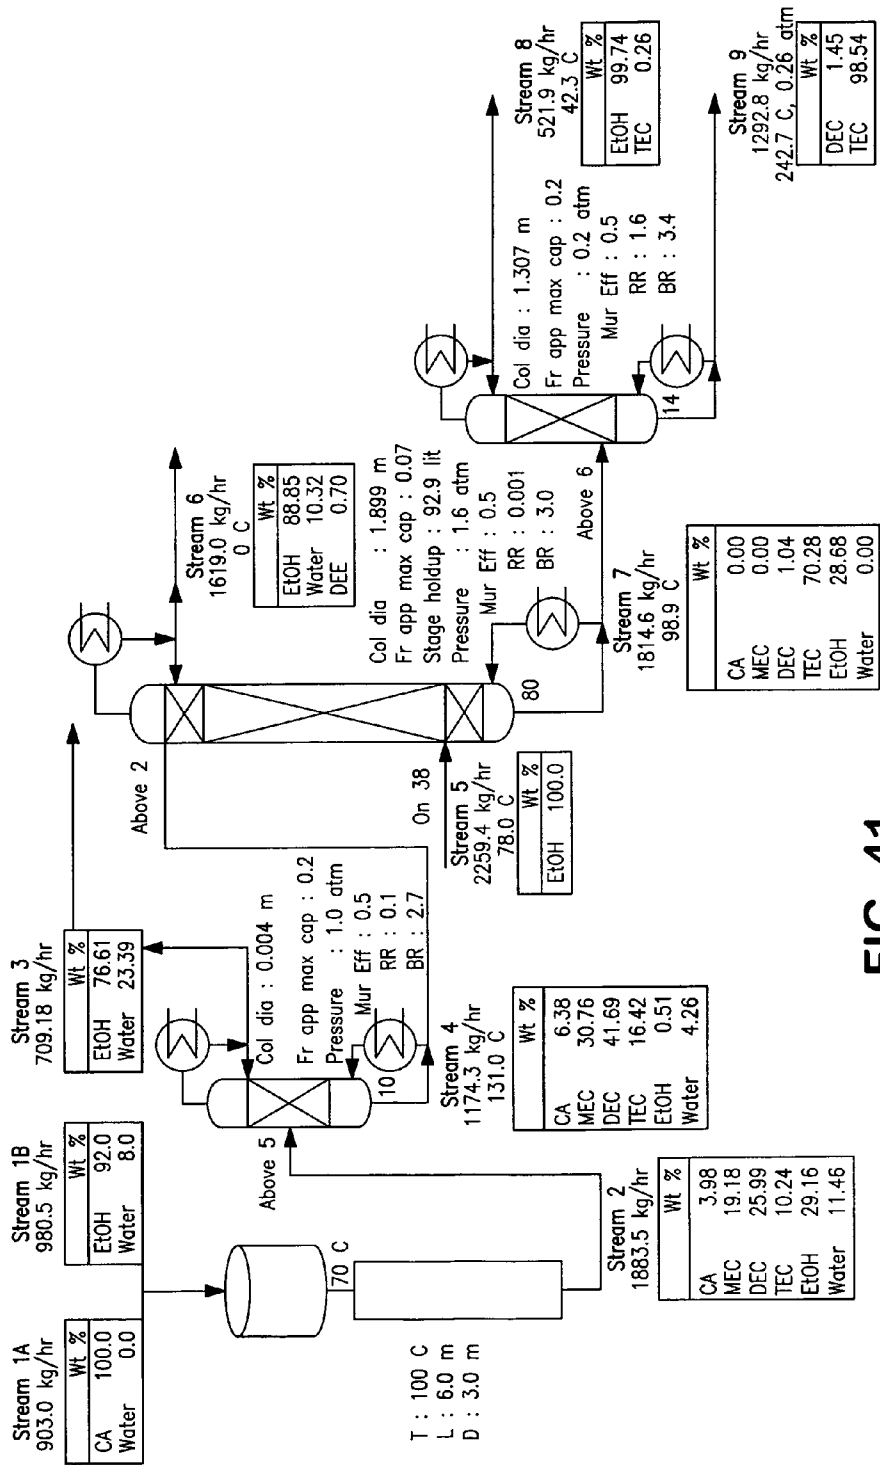 Stream 1A
903.0 kg/hr
Wt %
CA 100.0
Water 0.0
Stream 1B
980.5 kg/hr
Wt %
EtOH 92.0
Water 8.0
70 C
T : 100 C
L : 6.0 m
D : 3.0 m
Stream 2
1883.5 kg/hr
Wt %
CA 3.98
MEC 19.18
DEC 25.99
TEC 10.24
EtOH 29.16
Water 11.46
Above 5
Stream 3
709.18 kg/hr
Wt %
EtOH 76.61
Water 23.39
Col dia : 0.004 m
Fr app max cap : 0.2
Pressure : 1.0 atm
Mur Eff : 0.5
RR : 0.1
BR : 2.7
10
Stream 4
1174.3 kg/hr
131.0 C
Wt %
CA 6.38
MEC 30.76
DEC 41.69
TEC 16.42
EtOH 0.51
Water 4.26
Above 2
On 38
Stream 5
2259.4 kg/hr
78.0 C
Wt %
EtOH 100.0
Stream 6
1619.0 kg/hr
0 C
Wt %
EtOH 88.85
Water 10.32
DEE 0.70
Col dia : 1.899 m
Fr app max cap : 0.07
Stage holdup : 92.9 lit
Pressure : 1.6 atm
Mur Eff : 0.5
RR : 0.001
BR : 3.0
80
Stream 7
1814.6 kg/hr
98.9 C
Wt %
CA 0.00
MEC 0.00
DEC 1.04
TEC 70.28
EtOH 28.68
Water 0.00
Above 6
Col dia : 1.307 m
Fr app max cap : 0.2
Pressure : 0.2 atm
Mur Eff : 0.5
RR : 1.6
BR : 3.4
14
Stream 8
521.9 kg/hr
42.3 C
Wt %
EtOH 99.74
TEC 0.26
Stream 9
1292.8 kg/hr
242.7 C, 0.26 atm
Wt %
DEC 1.45
TEC 98.54
FIG. 41